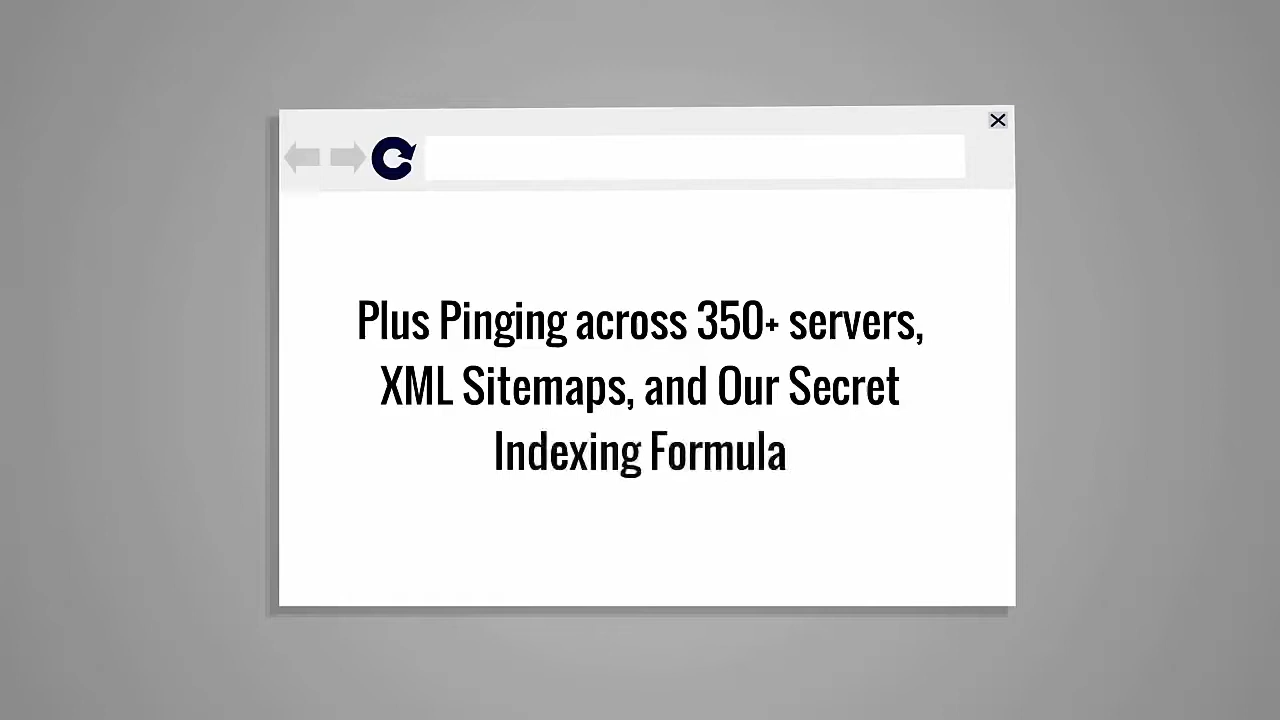 Plus Pinging across 350+ servers,
XML Sitemaps, and Our Secret
Indexing Formula